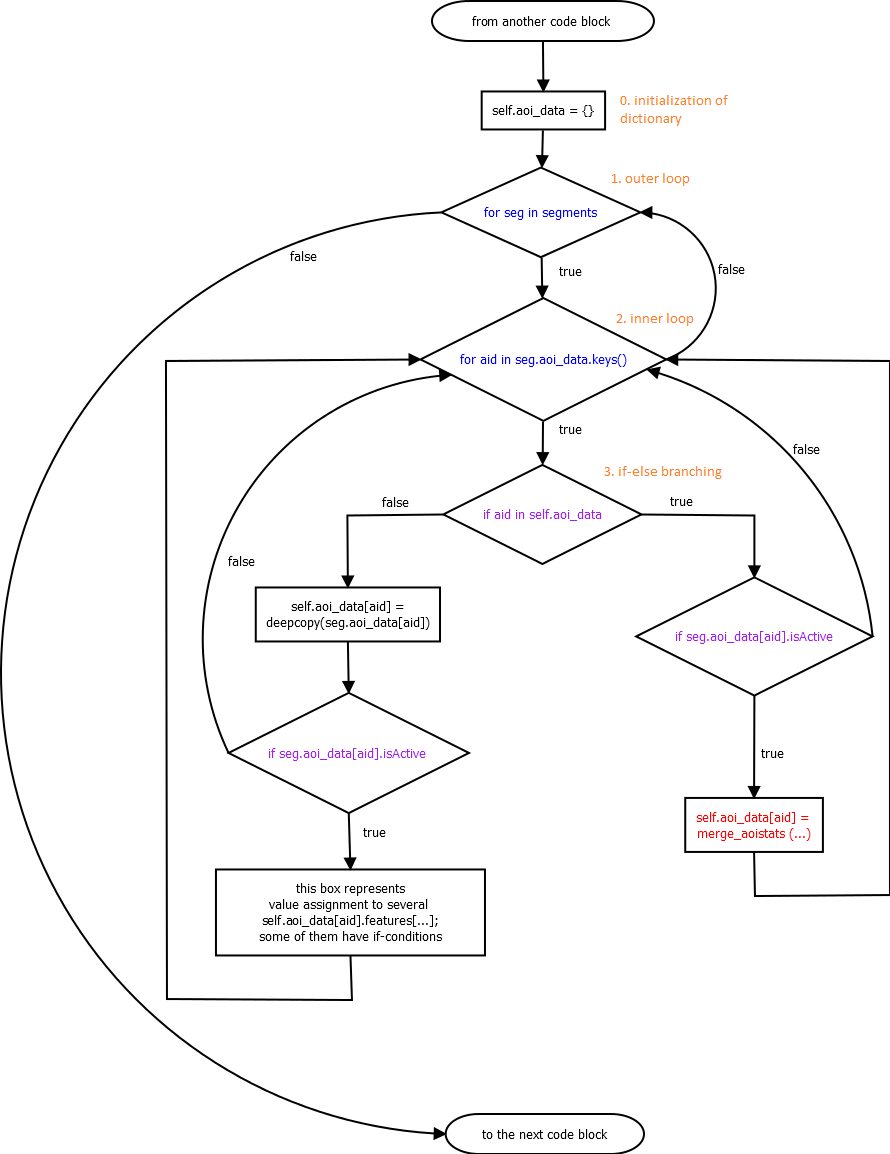 from another code block
self.aoi_data = {}
0. initialization of
dictionary
1. outer loop
for seg in segments
false
true
false
2. inner loop
for aid in seg.aoi_data.keys()
true
false
3. if-else branching
false
true
if aid in self.aoi_data
false
self.aoi_data[aid] =
deepcopy(seg.aoi_data[aid])
if seg.aoi_data[aid].isActive
if seg.aoi_data[aid].isActive
true
true
self.aoi_data[aid] =
merge_aoistats (...)
this box represents
value assignment to several
self.aoi_data[aid].features[...];
some of them have if-conditions
to the next code block